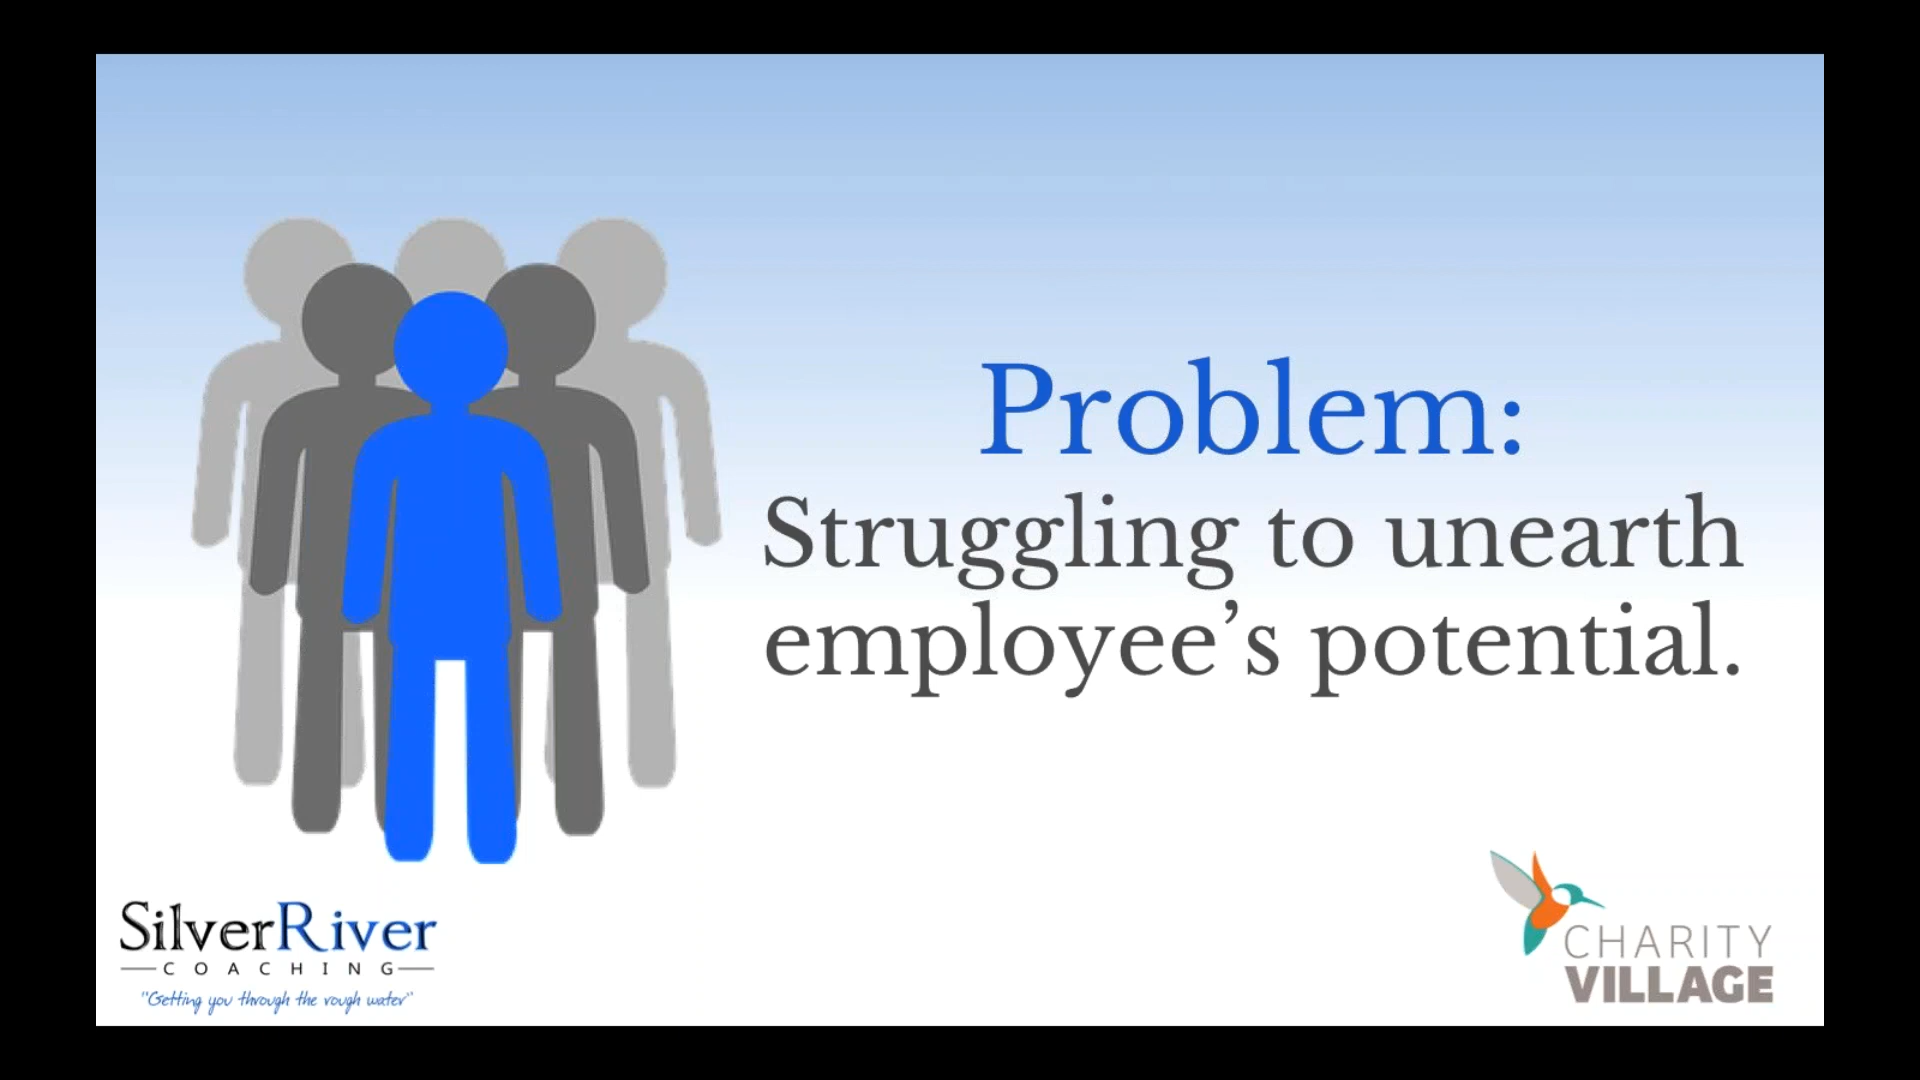 Problem:
Struggling to unearth
employee’s potential.
SilverRiver
COACHING
"Getting you through the rough water"
CHARITY
VILLAGE